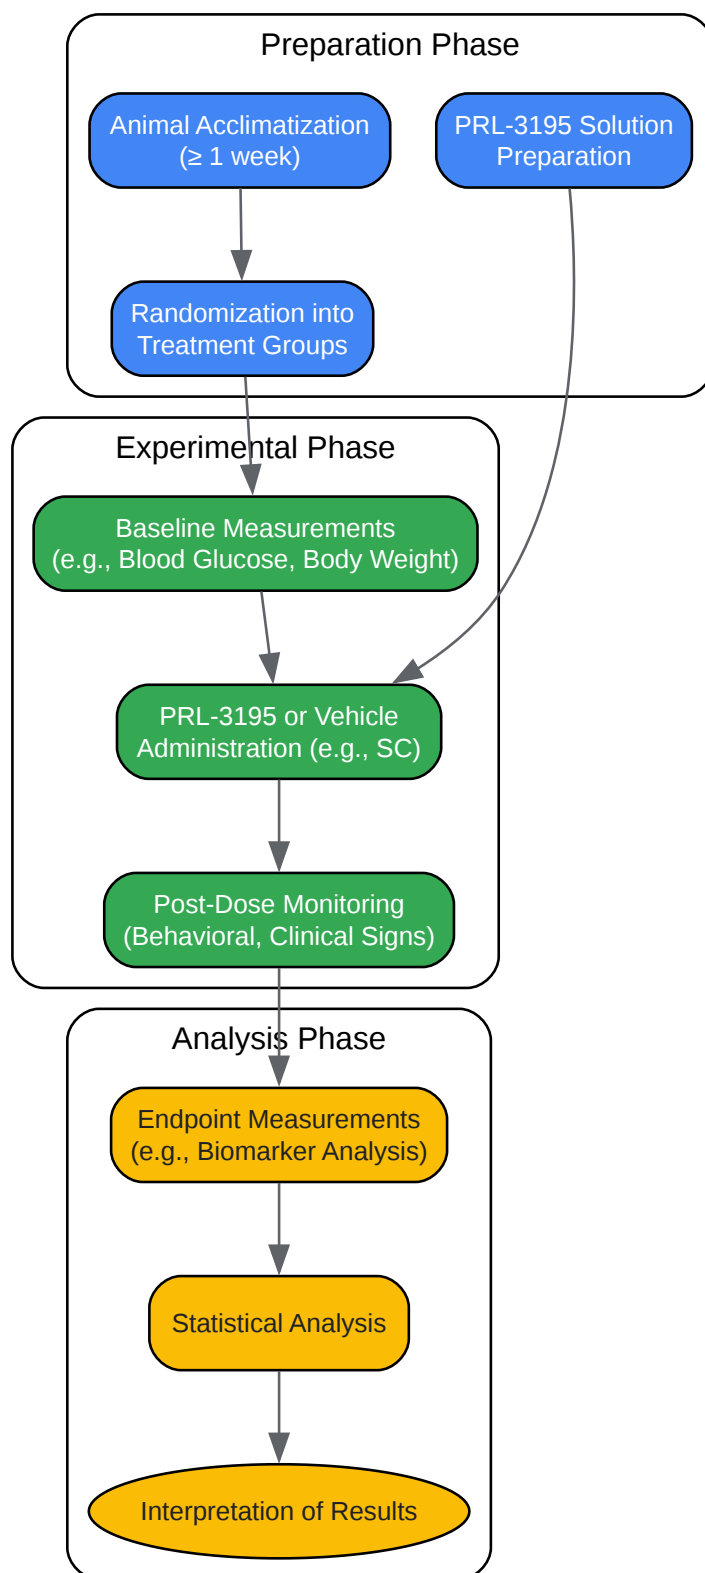 Preparation Phase
Animal Acclimatization
(≥ 1 week)
PRL-3195 Solution
Preparation
Randomization into
Treatment Groups
Experimental Phase
Baseline Measurements
(e.g., Blood Glucose, Body Weight)
PRL-3195 or Vehicle
Administration (e.g., SC)
Post-Dose Monitoring
(Behavioral, Clinical Signs)
Analysis Phase
Endpoint Measurements
(e.g., Biomarker Analysis)
Statistical Analysis
Interpretation of Results